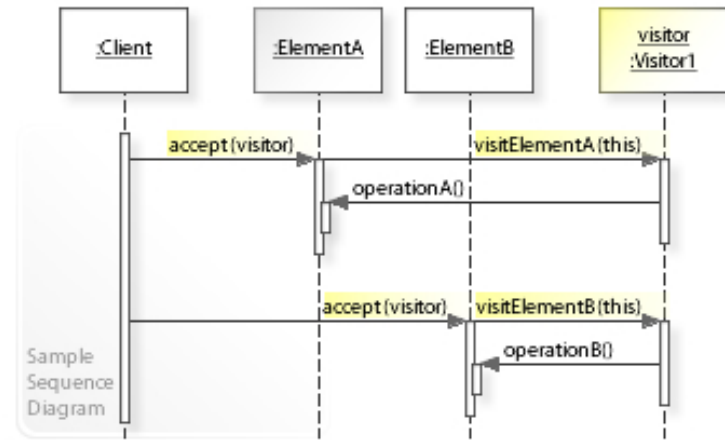 :Client
:ElementA
:ElementB
visitor
:Visitor1
accept(visitor)
visitElementA(this)
operationA()
accept(visitor)
visitElementB(this)
operationB()
Sample
Sequence
Diagram